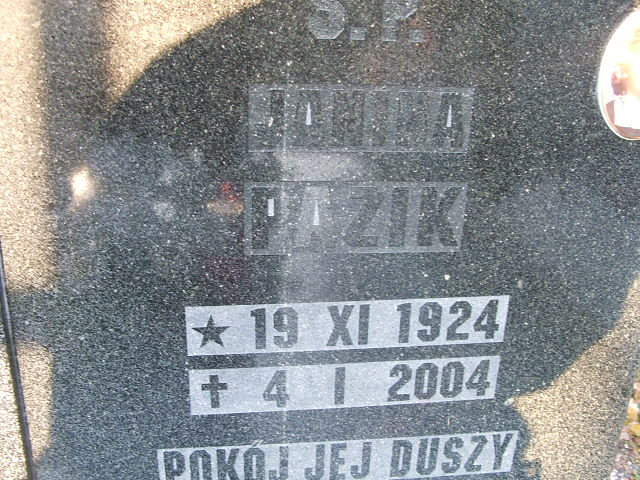 Ś.P.
JANINA
PAZIK
★ 19 XI 1924
✝ 4 I 2004
POKÓJ JEJ DUSZY